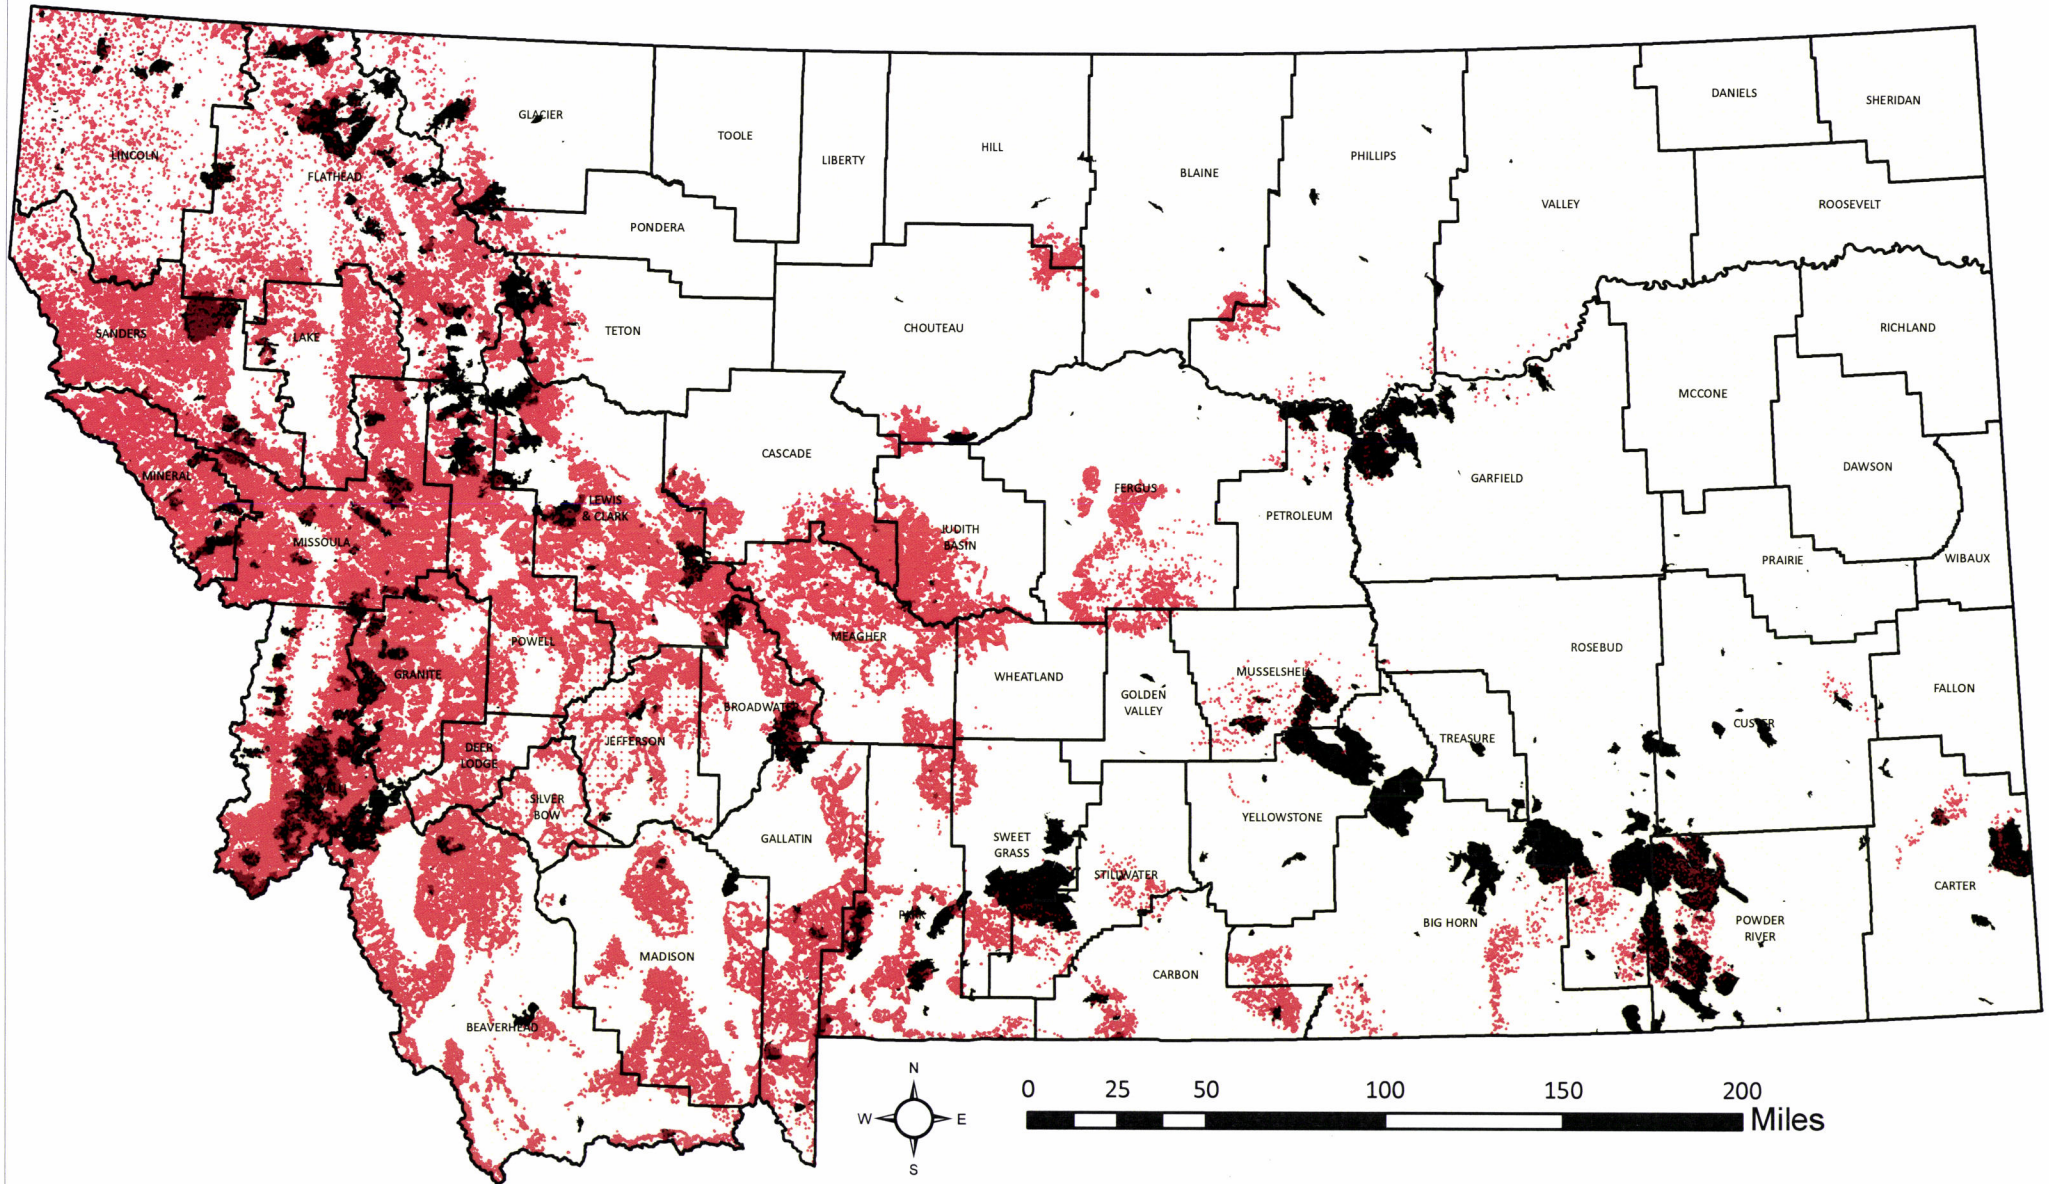 DANIELS
SHERIDAN
GLACIER
TOOLE
HILL
LINCOLN
LIBERTY
PHILLIPS
BLAINE
FLATHEAD
VALLEY
ROOSEVELT
PONDERA
SANDERS
LAKE
TETON
CHOUTEAU
RICHLAND
MCCONE
CASCADE
DAWSON
MINERAL
FERGUS
GARFIELD
LEWIS
& CLARK
PETROLEUM
MISSOULA
JUDITH
BASIN
PRAIRIE
WIBAUX
POWELL
MEAGHER
ROSEBUD
GRANITE
WHEATLAND
MUSSELSHELL
GOLDEN
VALLEY
FALLON
BROADWATER
CUSTER
JEFFERSON
TREASURE
DEER
LODGE
SILVER
BOW
GALLATIN
SWEET
GRASS
YELLOWSTONE
STILLWATER
CARTER
PARK
BIG HORN
POWDER
RIVER
MADISON
CARBON
BEAVERHEAD
N
W E
S
0 25 50 100 150 200
Miles